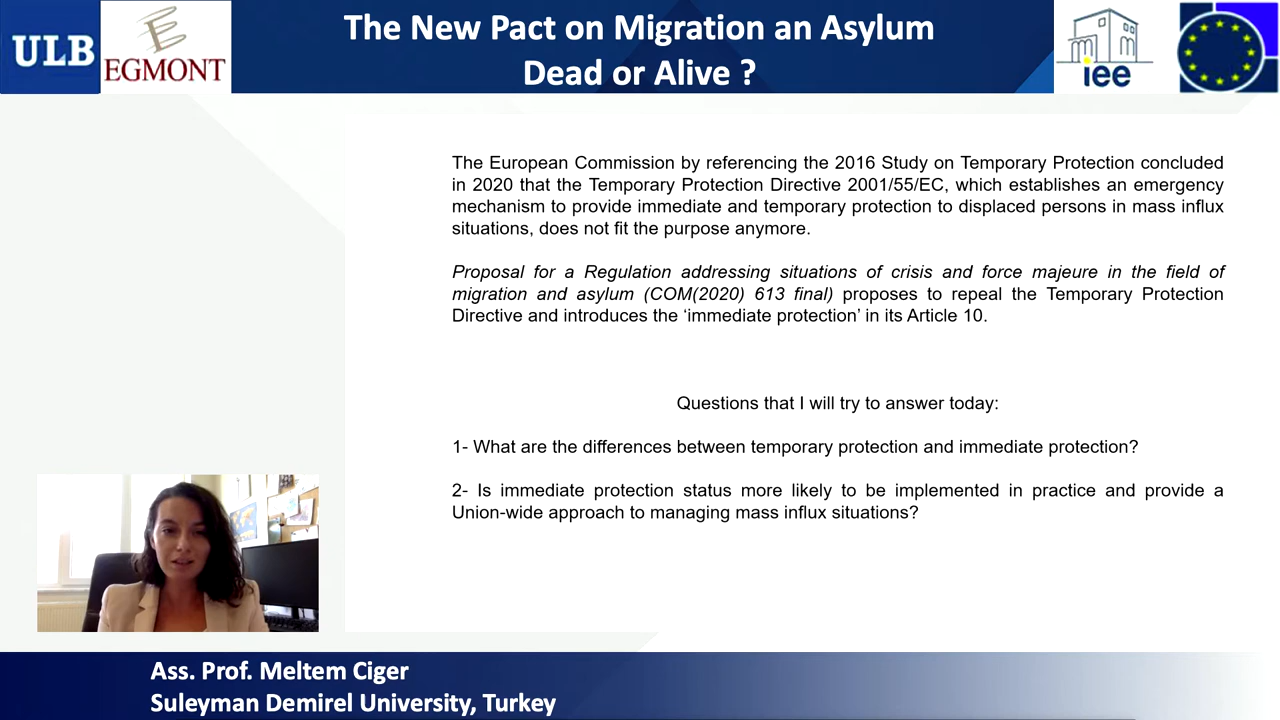 ULB
EGMONT
The New Pact on Migration an Asylum
Dead or Alive ?
iee
The European Commission by referencing the 2016 Study on Temporary Protection concluded
in 2020 that the Temporary Protection Directive 2001/55/EC, which establishes an emergency
mechanism to provide immediate and temporary protection to displaced persons in mass influx
situations, does not fit the purpose anymore.
Proposal for a Regulation addressing situations of crisis and force majeure in the field of
migration and asylum (COM(2020) 613 final) proposes to repeal the Temporary Protection
Directive and introduces the ‘immediate protection’ in its Article 10.
Questions that I will try to answer today:
1- What are the differences between temporary protection and immediate protection?
2- Is immediate protection status more likely to be implemented in practice and provide a
Union-wide approach to managing mass influx situations?
Ass. Prof. Meltem Ciger
Suleyman Demirel University, Turkey